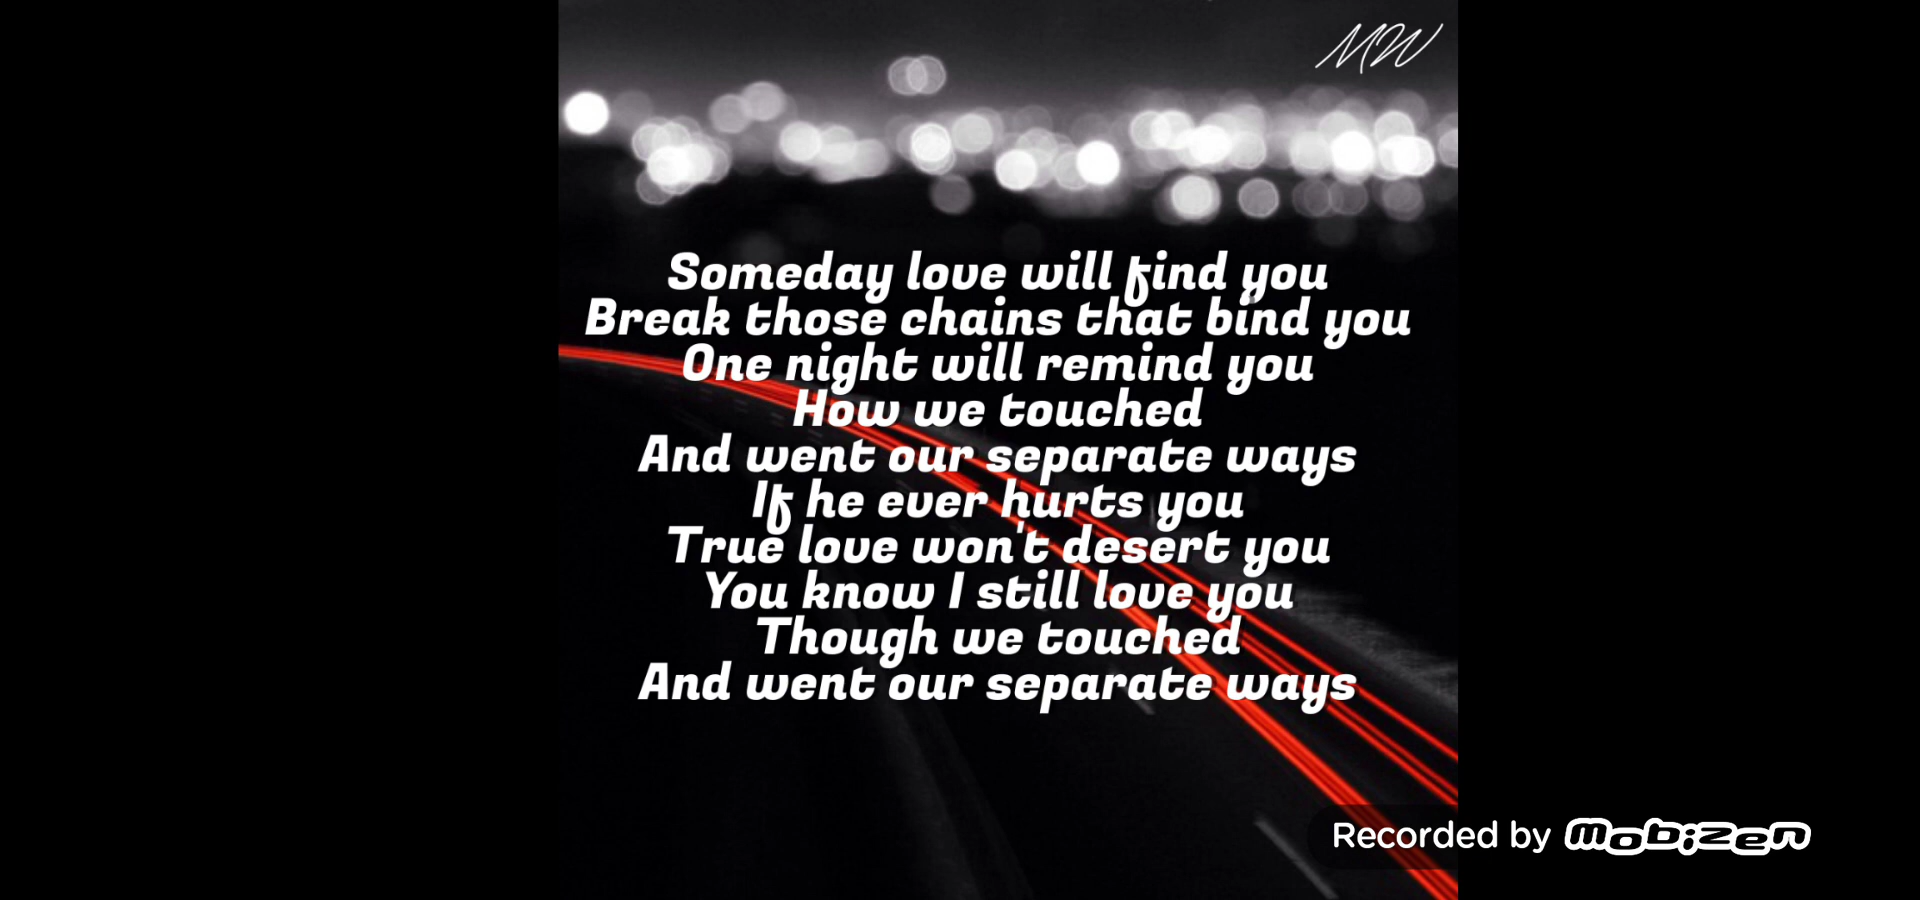 MW
Someday love will find you
Break those chains that bind you
One night will remind you
How we touched
And went our separate ways
If he ever hurts you
True love won't desert you
You know I still love you
Though we touched
And went our separate ways
Recorded by Mobizen